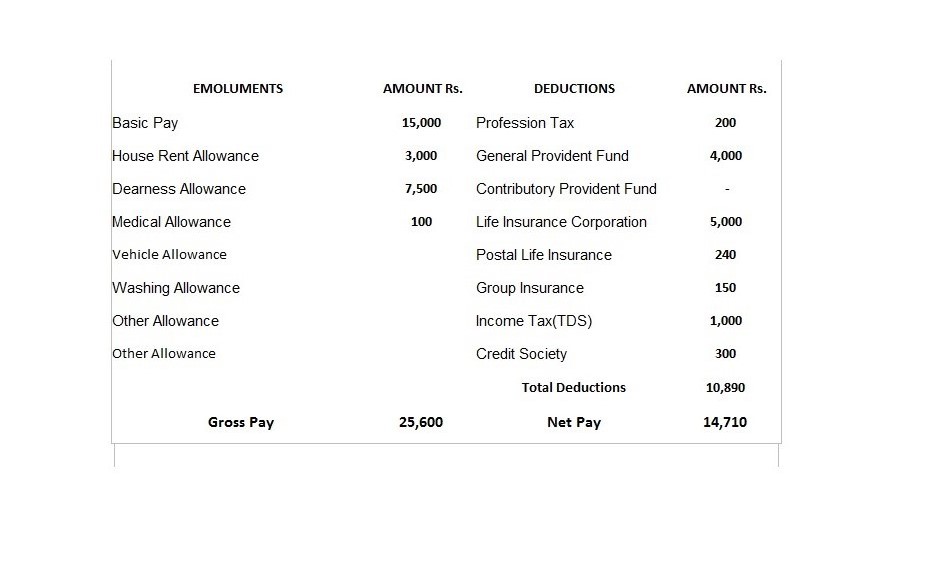 EMOLUMENTS AMOUNT Rs. DEDUCTIONS AMOUNT Rs.
Basic Pay 15,000 Profession Tax 200
House Rent Allowance 3,000 General Provident Fund 4,000
Dearness Allowance 7,500 Contributory Provident Fund -
Medical Allowance 100 Life Insurance Corporation 5,000
Vehicle Allowance Postal Life Insurance 240
Washing Allowance Group Insurance 150
Other Allowance Income Tax(TDS) 1,000
Other Allowance Credit Society 300
Total Deductions 10,890
Gross Pay 25,600 Net Pay 14,710